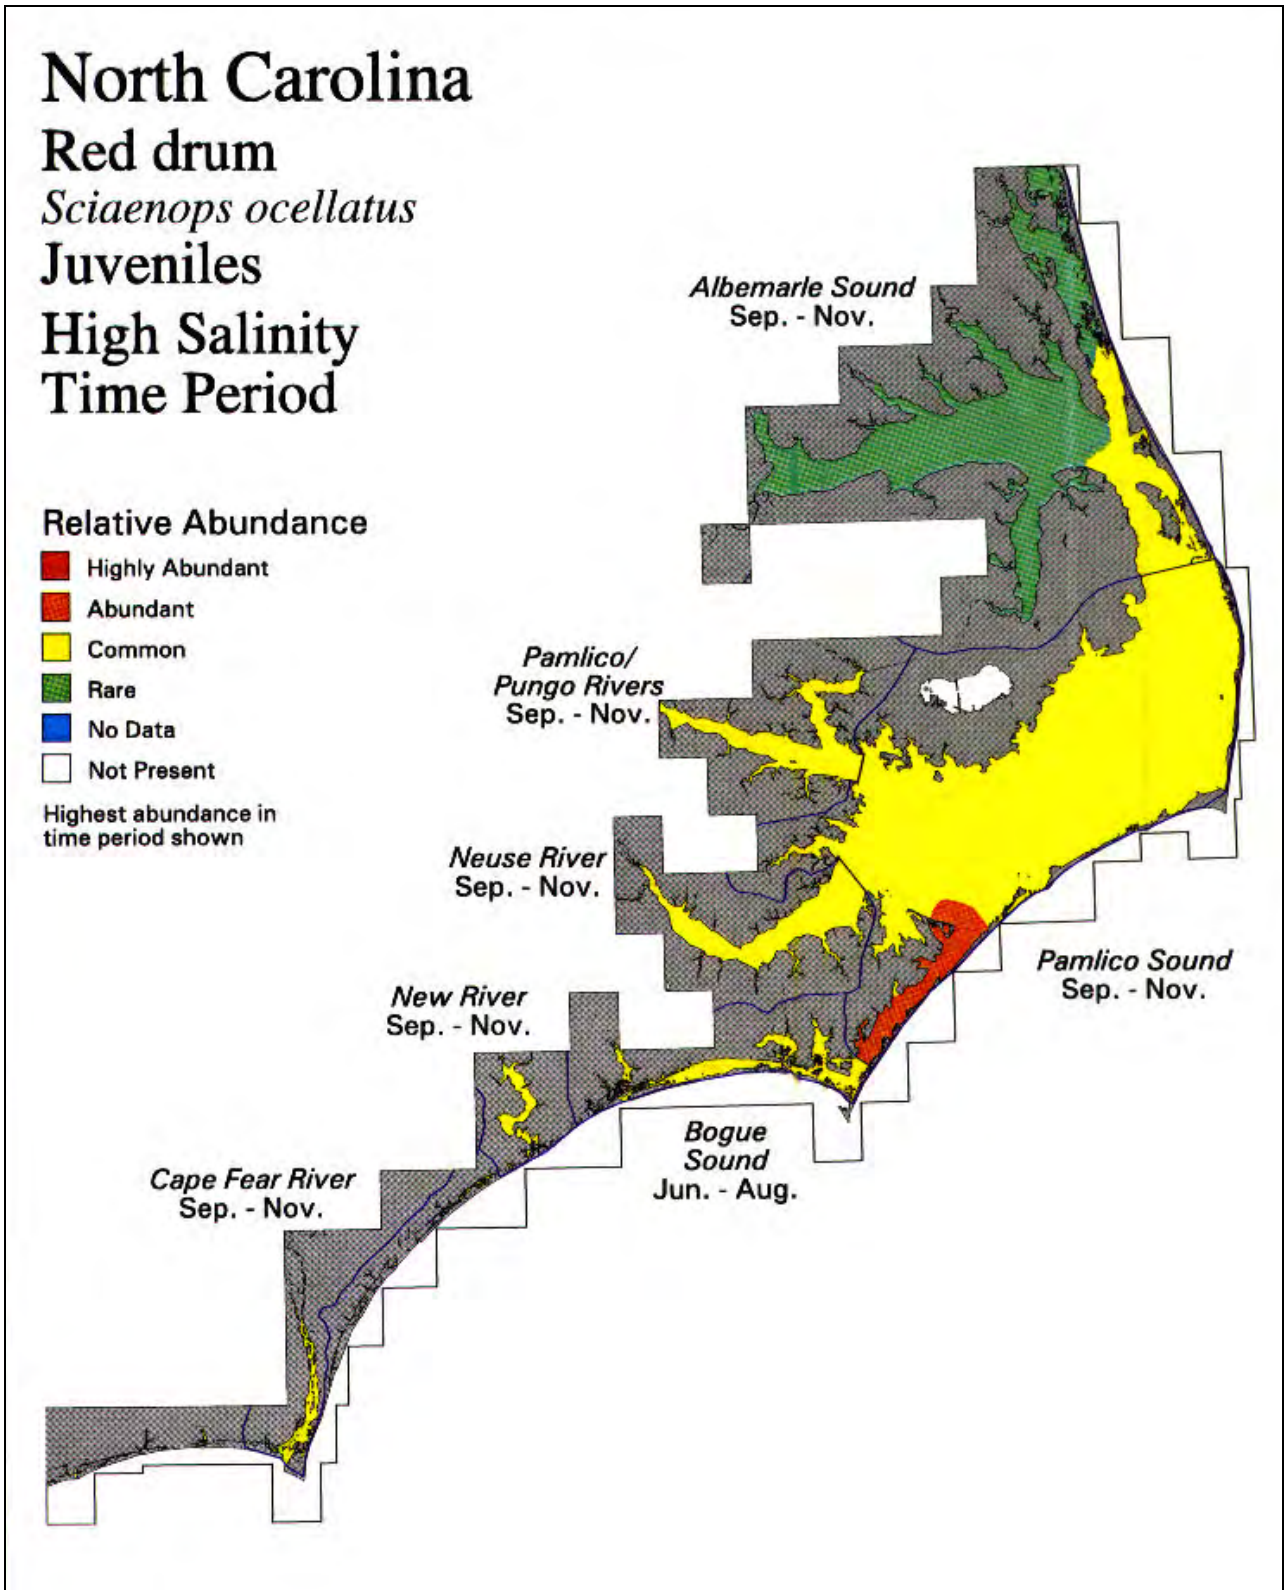 North Carolina
Red drum
Sciaenops ocellatus
Juveniles
High Salinity
Time Period
Relative Abundance
Highly Abundant
Abundant
Common
Rare
No Data
Not Present
Highest abundance in
time period shown
Albemarle Sound
Sep. - Nov.
Pamlico/
Pungo Rivers
Sep. - Nov.
Neuse River
Sep. - Nov.
Pamlico Sound
Sep. - Nov.
New River
Sep. - Nov.
Bogue
Sound
Jun. - Aug.
Cape Fear River
Sep. - Nov.